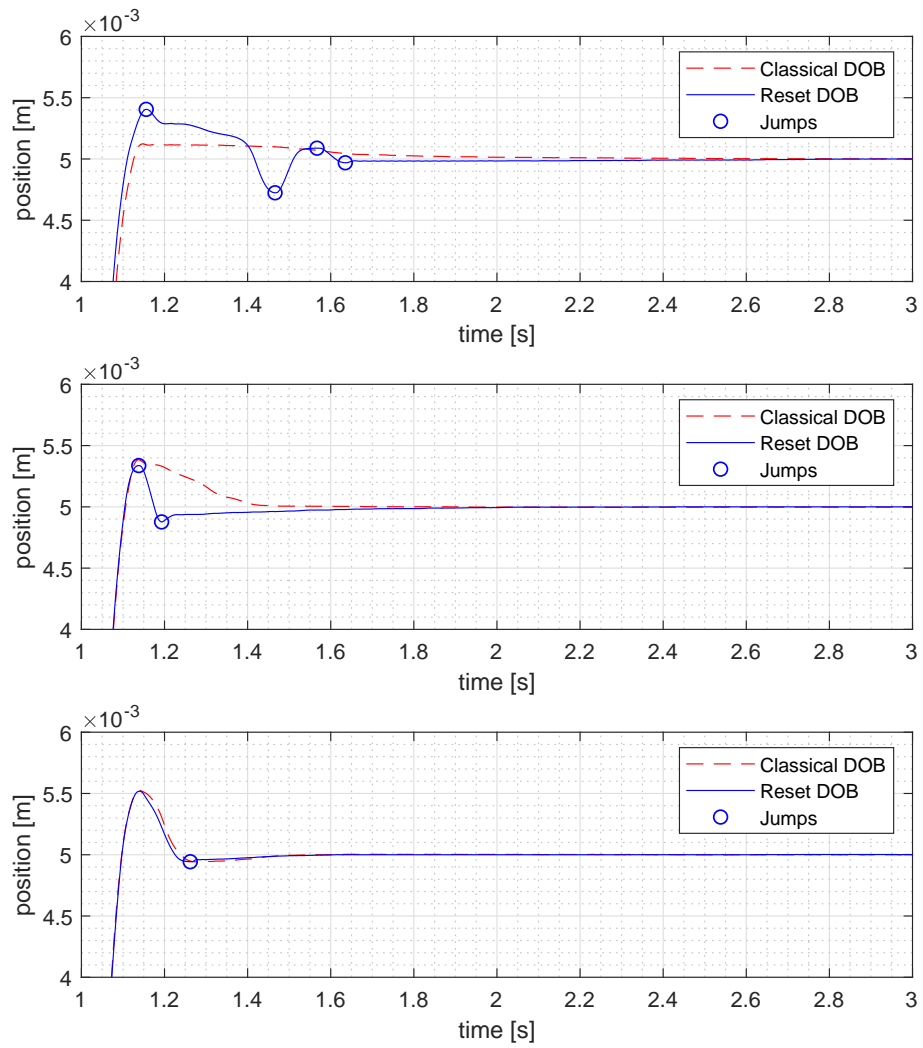 ×10-3
6
5.5
5
4.5
4
position [m]
Classical DOB
Reset DOB
Jumps
1 1.2 1.4 1.6 1.8 2 2.2 2.4 2.6 2.8 3
time [s]
×10-3
6
5.5
5
4.5
4
position [m]
Classical DOB
Reset DOB
Jumps
1 1.2 1.4 1.6 1.8 2 2.2 2.4 2.6 2.8 3
time [s]
×10-3
6
5.5
5
4.5
4
position [m]
Classical DOB
Reset DOB
Jumps
1 1.2 1.4 1.6 1.8 2 2.2 2.4 2.6 2.8 3
time [s]